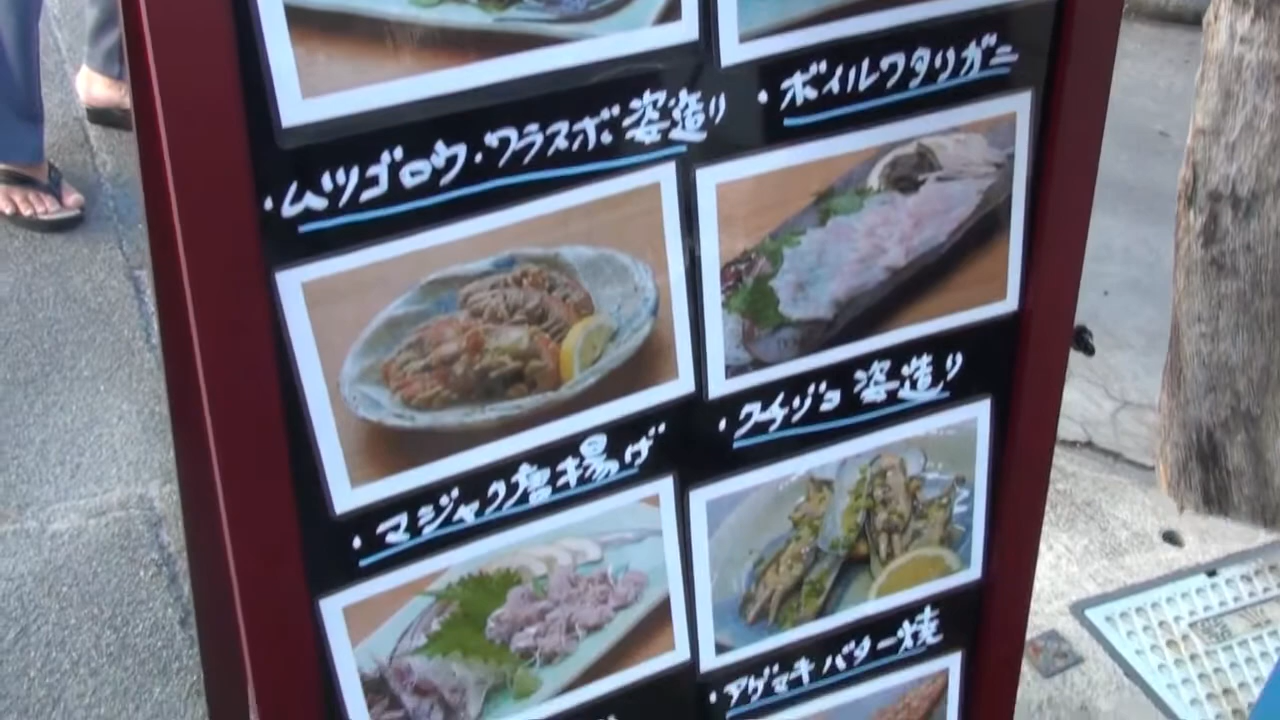 ・ムツゴロウ・ワラスボ姿造り
・ボイルワタリガニ
・マジャク唐揚げ
・クチゾコ 姿造り
・アゲマキ バター焼